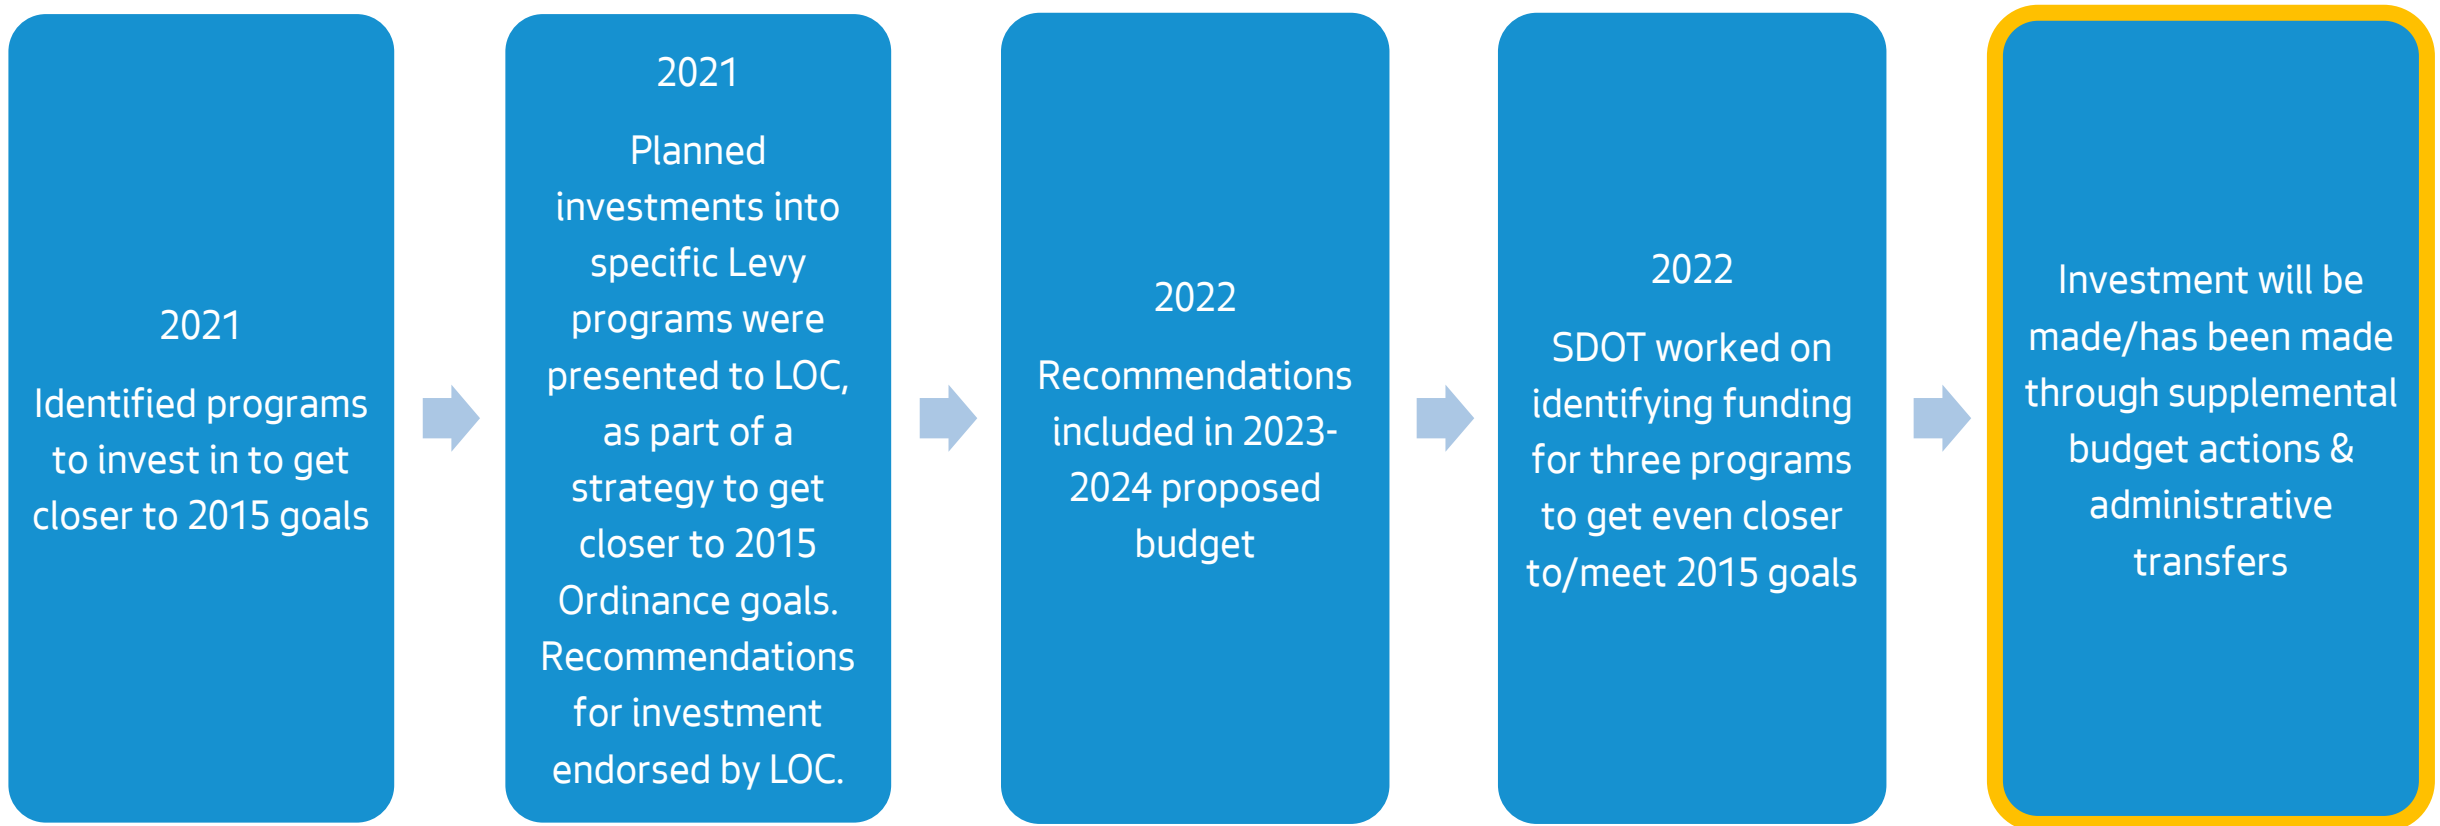 2021
Identified programs
to invest in to get
closer to 2015 goals
2021
Planned
investments into
specific Levy
programs were
presented to LOC,
as part of a
strategy to get
closer to 2015
Ordinance goals.
Recommendations
for investment
endorsed by LOC.
2022
Recommendations
included in 2023-
2024 proposed
budget
2022
SDOT worked on
identifying funding
for three programs
to get even closer
to/meet 2015 goals
Investment will be
made/has been made
through supplemental
budget actions &
administrative
transfers